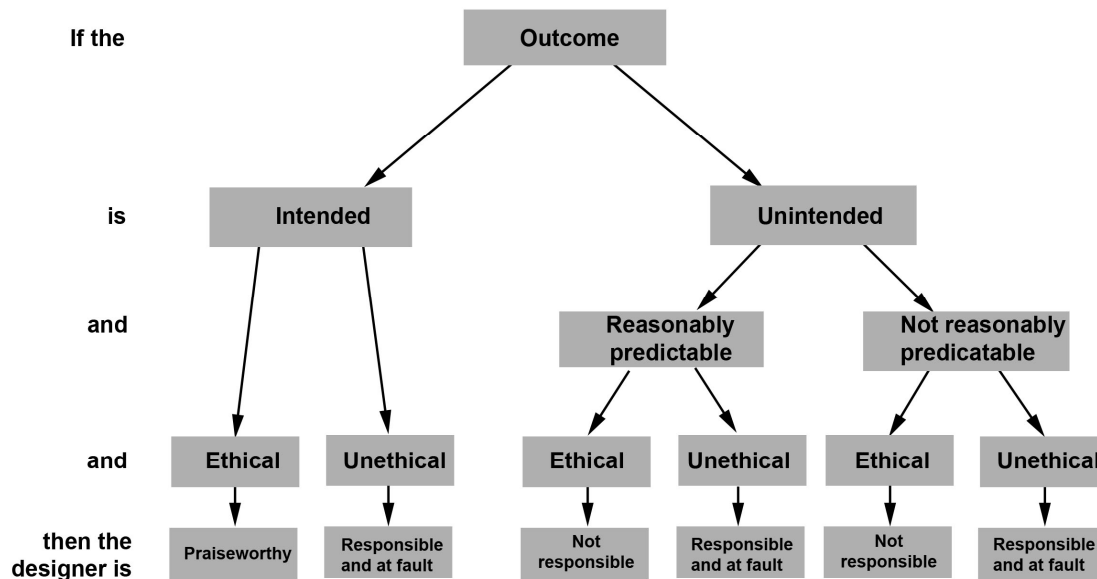 If the
Outcome
is
Intended
Unintended
and
Reasonably
predictable
Not reasonably
predicatable
and
Ethical
Unethical
Ethical
Unethical
Ethical
Unethical
then the
designer is
Praiseworthy
Responsible
and at fault
Not
responsible
Responsible
and at fault
Not
responsible
Responsible
and at fault